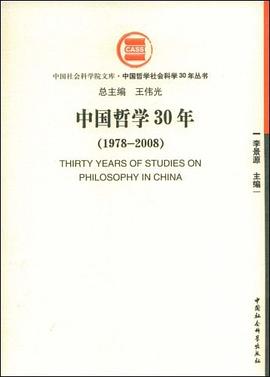 CASS
中国社会科学院文库·中国哲学社会科学30年丛书
总主编 王伟光
中国哲学30年
(1978-2008)
THIRTY YEARS OF STUDIES ON
PHILOSOPHY IN CHINA
李景源 主编
中国社会科学出版社